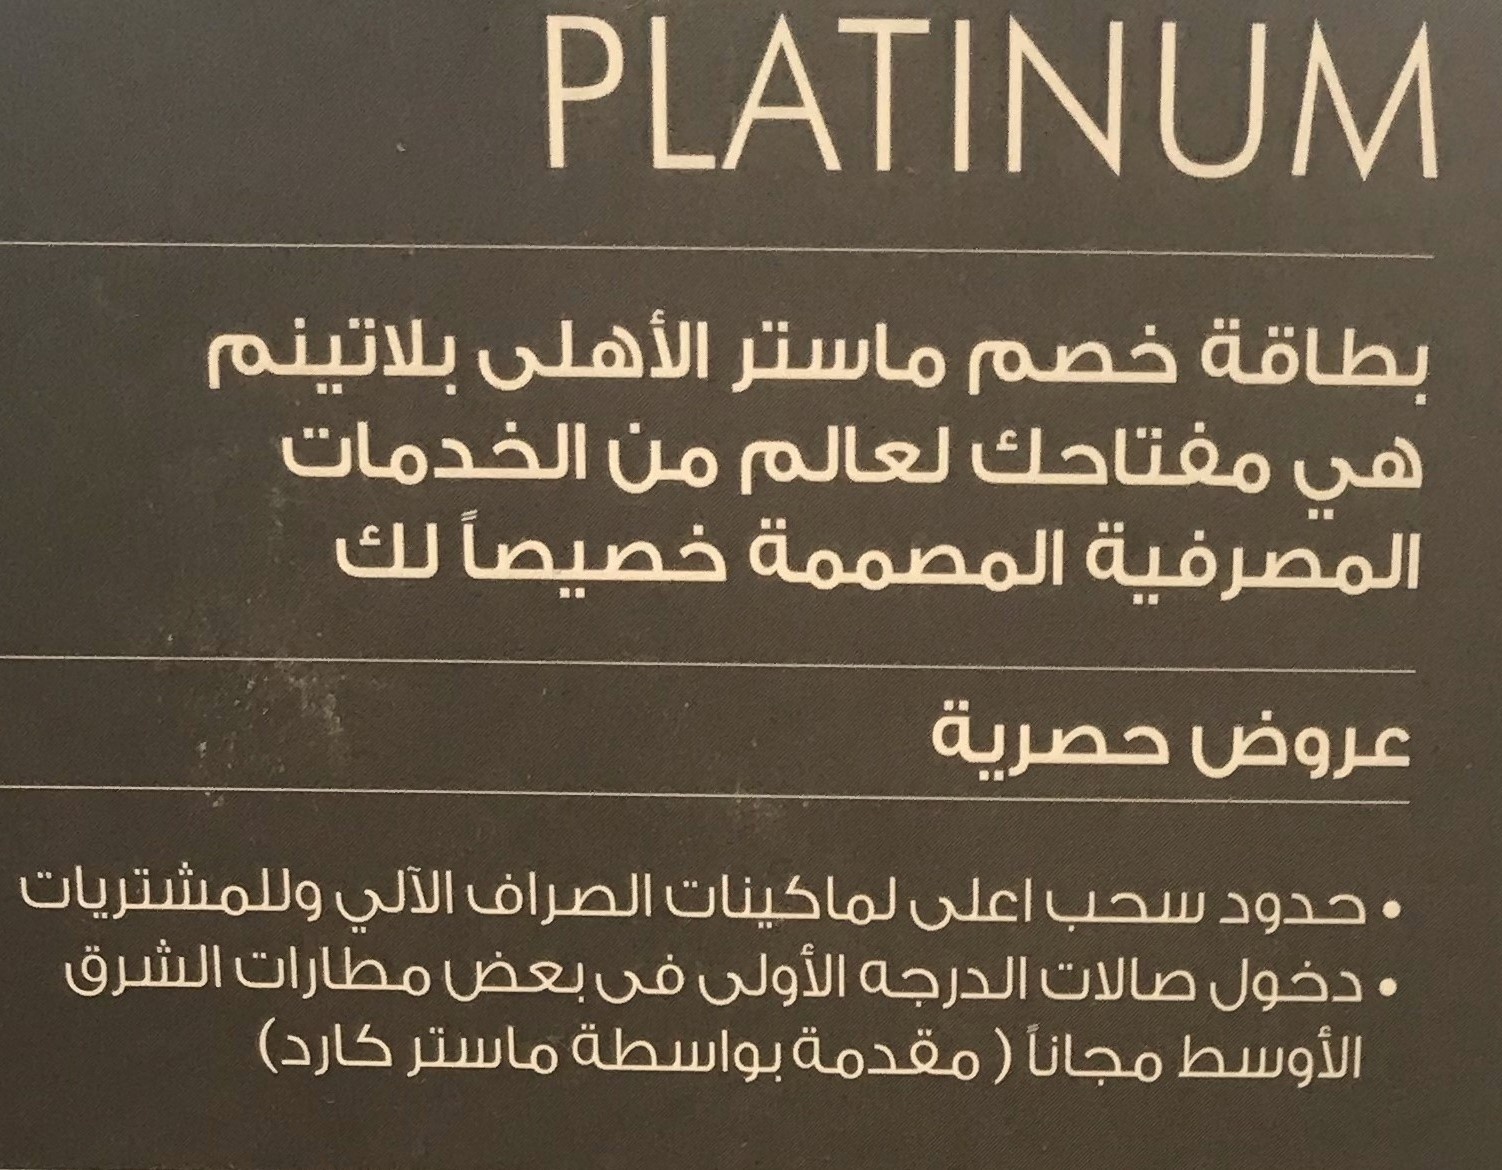 PLATINUM
بطاقة خصم ماستر الأهلى بلاتينم
هي مفتاحك لعالم من الخدمات
المصرفية المصممة خصيصاً لك
عروض حصرية
• حدود سحب اعلى لماكينات الصراف الآلي وللمشتريات
• دخول صالات الدرجه الأولى فى بعض مطارات الشرق
الأوسط مجاناً ( مقدمة بواسطة ماستر كارد)